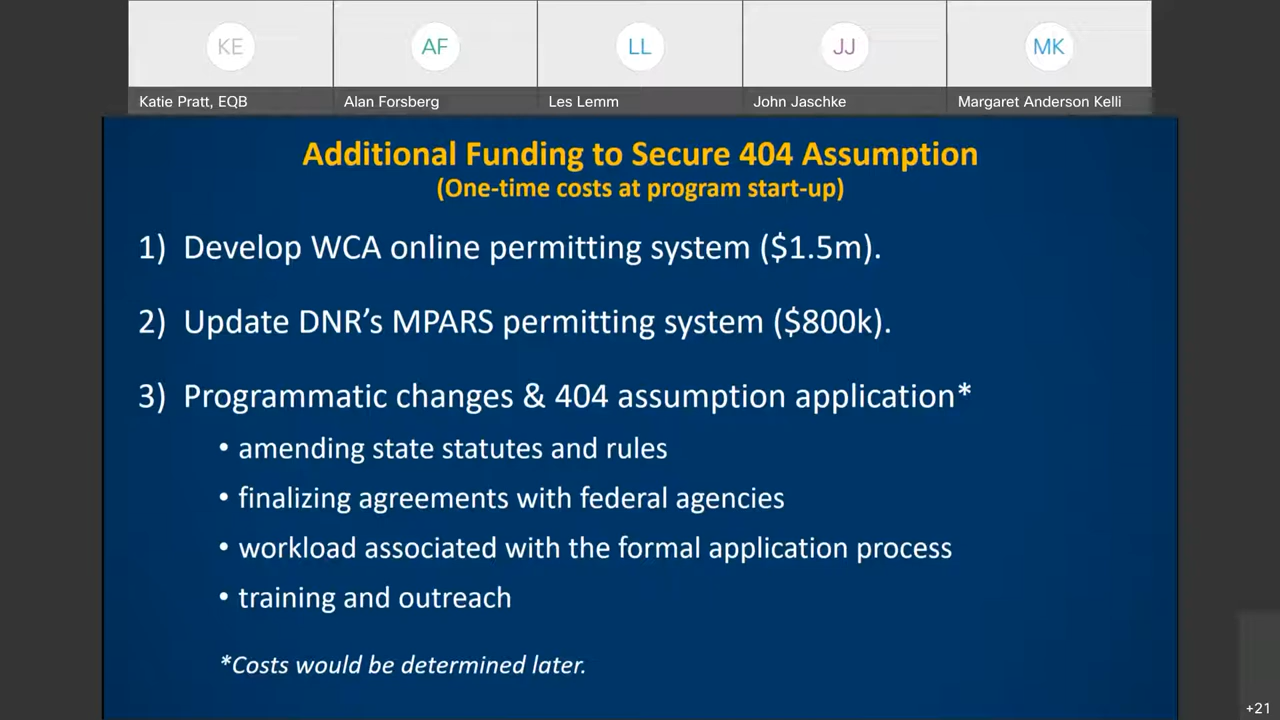 KE
AF
LL
JJ
MK
Katie Pratt, EQB
Alan Forsberg
Les Lemm
John Jaschke
Margaret Anderson Kelli
Additional Funding to Secure 404 Assumption
(One-time costs at program start-up)
1) Develop WCA online permitting system ($1.5m).
2) Update DNR’s MPARS permitting system ($800k).
3) Programmatic changes & 404 assumption application*
• amending state statutes and rules
• finalizing agreements with federal agencies
• workload associated with the formal application process
• training and outreach
*Costs would be determined later.
+21